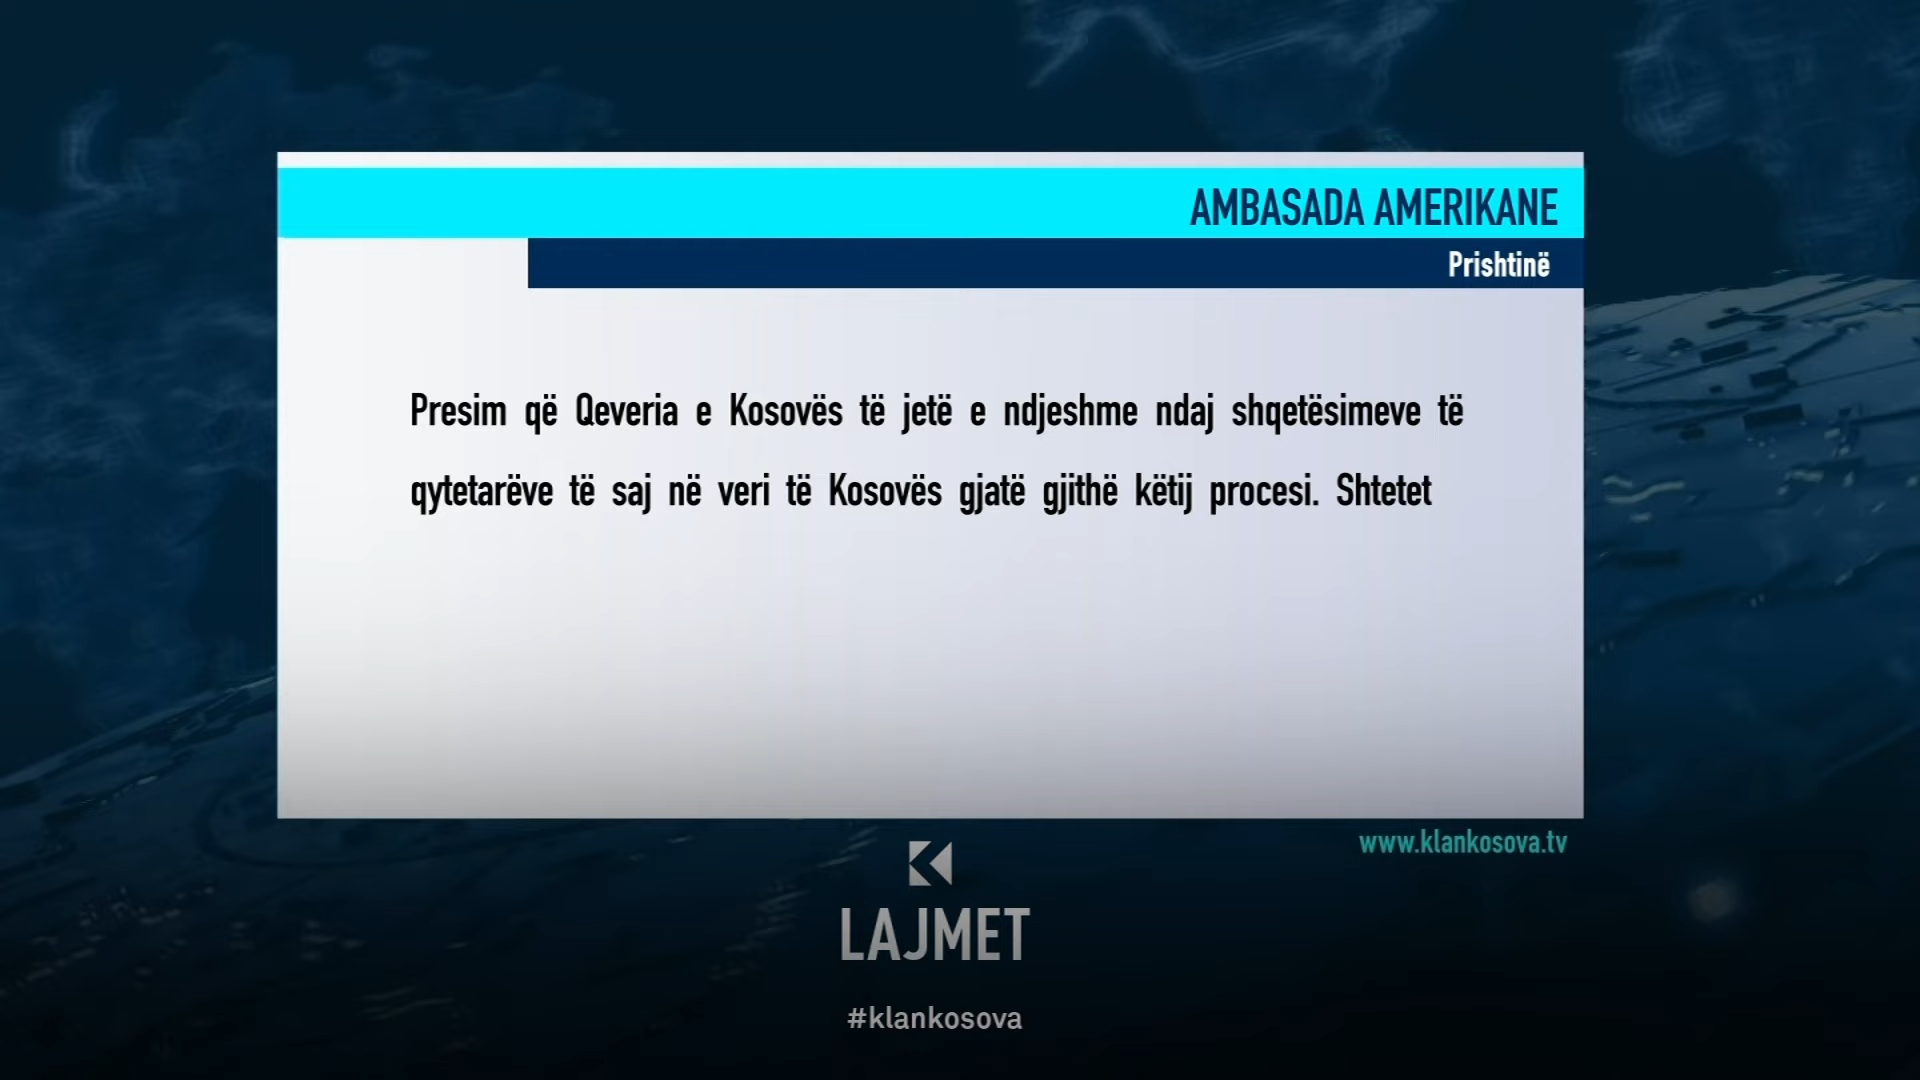 AMBASADA AMERIKANE
Prishtinë
Presim që Qeveria e Kosovës të jetë e ndjeshme ndaj shqetësimeve të
qytetarëve të saj në veri të Kosovës gjatë gjithë këtij procesi. Shtetet
www.klankosova.tv
LAJMET
#klankosova